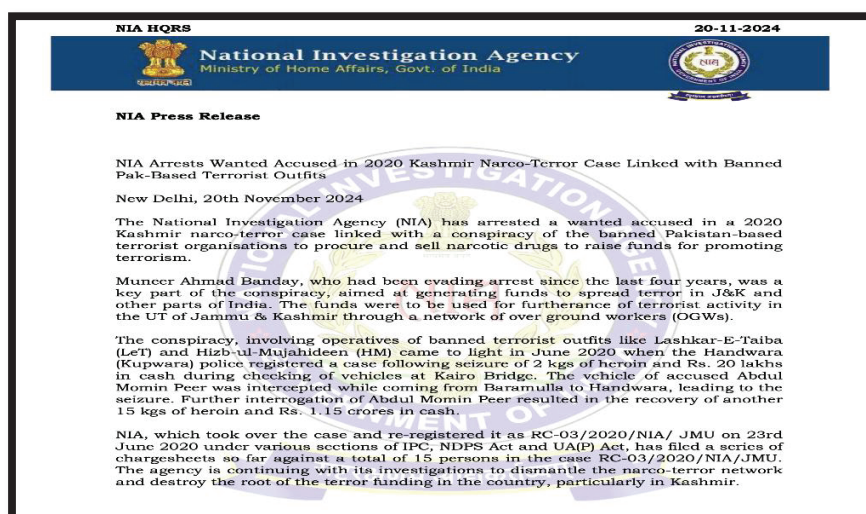 NIA HQRS 20-11-2024
National Investigation Agency
Ministry of Home Affairs, Govt. of India
सत्यमेव जयते
NIA Press Release
NIA Arrests Wanted Accused in 2020 Kashmir Narco-Terror Case Linked with Banned
Pak-Based Terrorist Outfits
New Delhi, 20th November 2024
The National Investigation Agency (NIA) has arrested a wanted accused in a 2020
Kashmir narco-terror case linked with a conspiracy of the banned Pakistan-based
terrorist organisations to procure and sell narcotic drugs to raise funds for promoting
terrorism.
Muneer Ahmad Banday, who had been evading arrest since the last four years, was a
key part of the conspiracy, aimed at generating funds to spread terror in J&K and
other parts of India. The funds were to be used for furtherance of terrorist activity in
the UT of Jammu & Kashmir through a network of over ground workers (OGWs).
The conspiracy, involving operatives of banned terrorist outfits like Lashkar-E-Taiba
(LeT) and Hizb-ul-Mujahideen (HM) came to light in June 2020 when the Handwara
(Kupwara) police registered a case following seizure of 2 kgs of heroin and Rs. 20 lakhs
in cash during checking of vehicles at Kairo Bridge. The vehicle of accused Abdul
Momin Peer was intercepted while coming from Baramulla to Handwara, leading to the
seizure. Further interogation of Abdul Momin Peer resulted in the recovery of another
15 kgs of heroin and Rs. 1.15 crores in cash.
NIA, which took over the case and re-registered it as RC-03/2020/NIA/ JMU on 23rd
June 2020 under various sections of IPC, NDPS Act and UA(P) Act, has filed a series of
chargesheets so far against a total of 15 persons in the case RC-03/2020/NIA/JMU.
The agency is continuing with its investigations to dismantle the narco-terror network
and destroy the root of the terror funding in the country, particularly in Kashmir.
NATIONAL INVESTIGATION AGENCY
GOVERNMENT OF INDIA